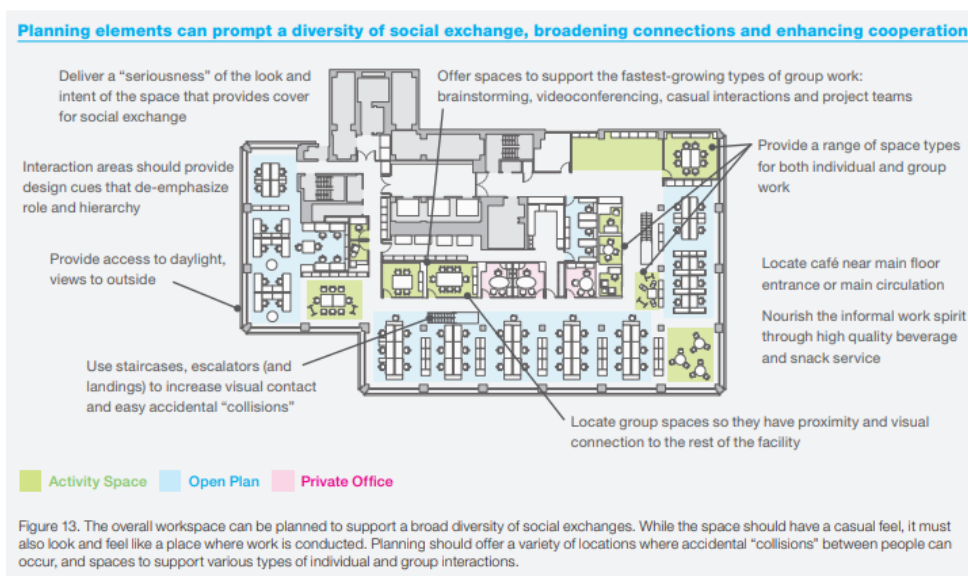 Planning elements can prompt a diversity of social exchange, broadening connections and enhancing cooperation
Deliver a “seriousness” of the look and
intent of the space that provides cover
for social exchange
Offer spaces to support the fastest-growing types of group work:
brainstorming, videoconferencing, casual interactions and project teams
Interaction areas should provide
design cues that de-emphasize
role and hierarchy
Provide a range of space types
for both individual and group
work
Provide access to daylight,
views to outside
Locate café near main floor
entrance or main circulation
Nourish the informal work spirit
through high quality beverage
and snack service
Use staircases, escalators (and
landings) to increase visual contact
and easy accidental “collisions”
Locate group spaces so they have proximity and visual
connection to the rest of the facility
Activity Space
Open Plan
Private Office
Figure 13. The overall workspace can be planned to support a broad diversity of social exchanges. While the space should have a casual feel, it must
also look and feel like a place where work is conducted. Planning should offer a variety of locations where accidental “collisions” between people can
occur, and spaces to support various types of individual and group interactions.